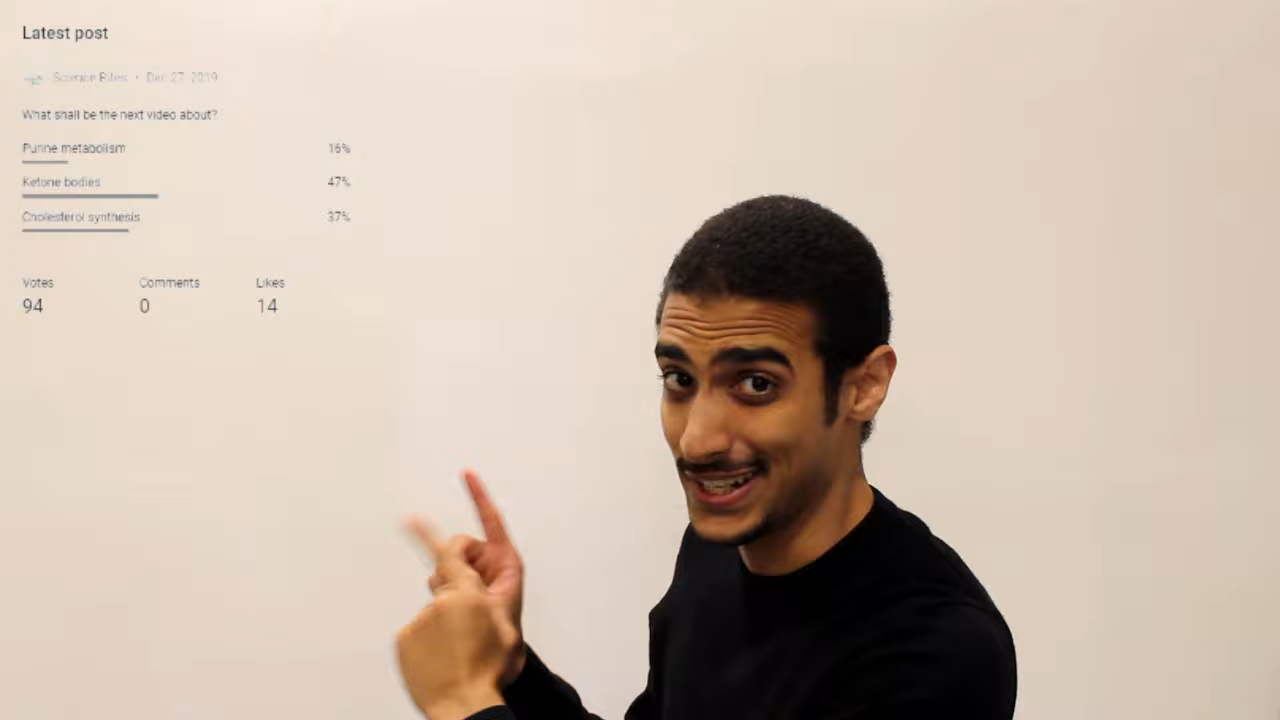 Latest post
Science Bites • Dec 27, 2019
What shall be the next video about?
Purine metabolism 16%
Ketone bodies 47%
Cholesterol synthesis 37%
Votes Comments Likes
94 0 14